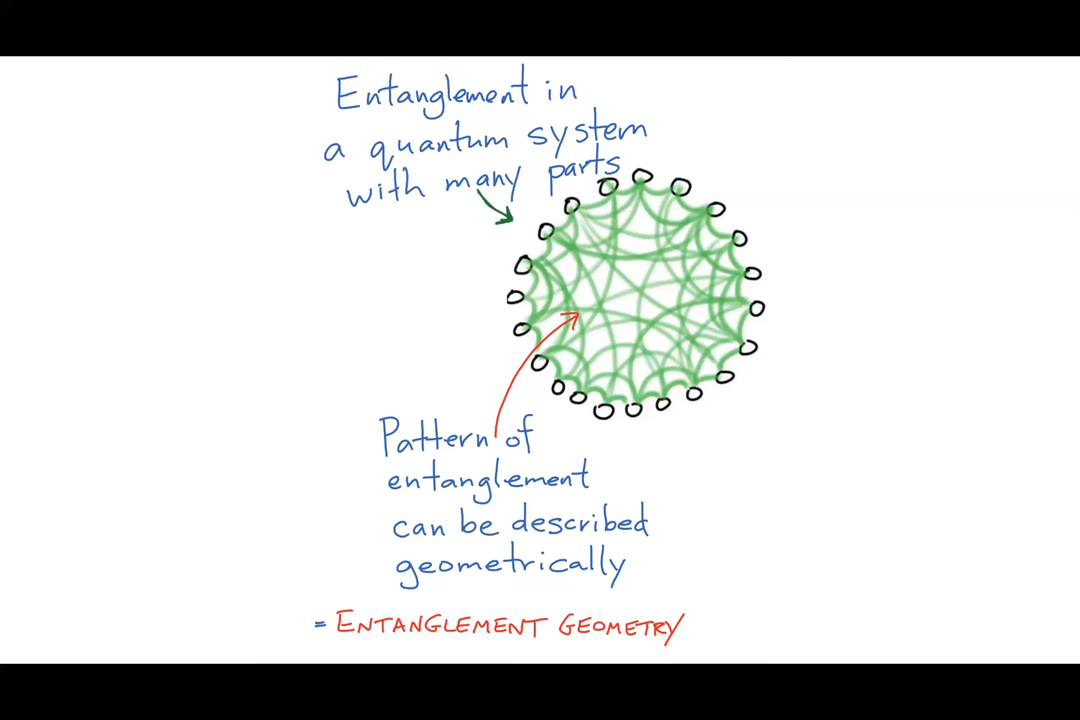 Entanglement in
a quantum system
with many parts
Pattern of
entanglement
can be described
geometrically
= ENTANGLEMENT GEOMETRY